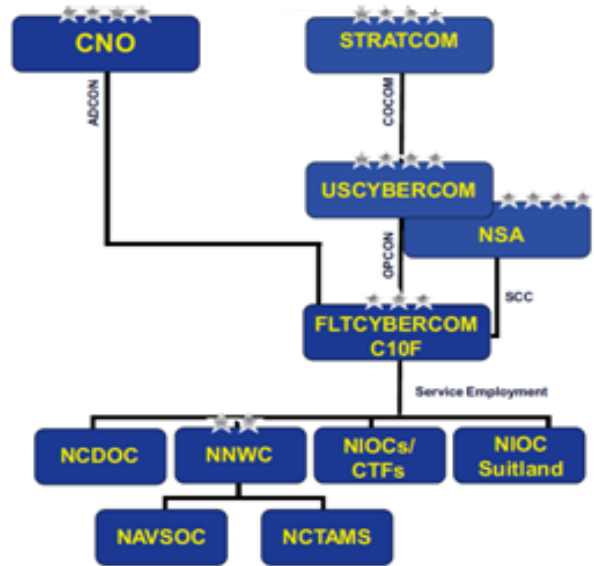 CNO
STRATCOM
ADCON
COCOM
USCYBERCOM
NSA
OPCON
SCC
FLTCYBERCOM
C10F
Service Employment
NCDOC
NNWC
NIOCs/
CTFs
NIOC
Suitland
NAVSOC
NCTAMS